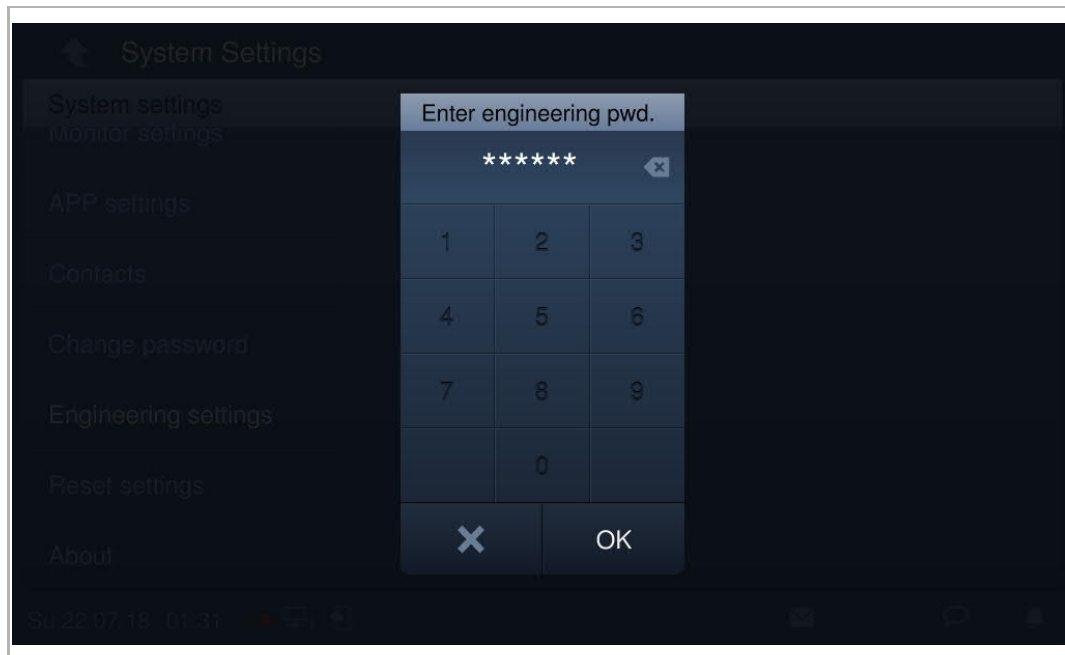 System Settings
System settings
Monitor settings
APP settings
Contacts
Change password
Engineering settings
Reset settings
About
Enter engineering pwd.
******
1 2 3
4 5 6
7 8 9
0
OK
Su 22/07/18 01:31